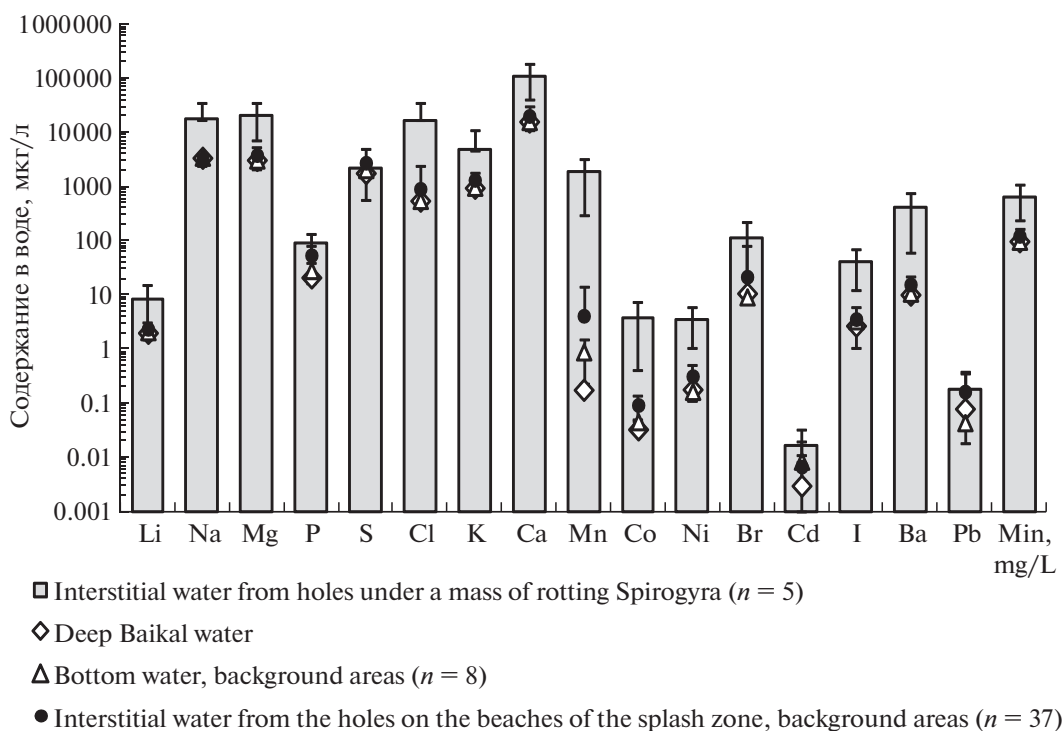 Содержание в воде, мкг/л
1000000
100000
10000
1000
100
10
1
0.1
0.01
0.001
Li Na Mg P S Cl K Ca Mn Co Ni Br Cd I Ba Pb Min,
mg/L
Interstitial water from holes under a mass of rotting Spirogyra (n = 5)
Deep Baikal water
Bottom water, background areas (n = 8)
Interstitial water from the holes on the beaches of the splash zone, background areas (n = 37)